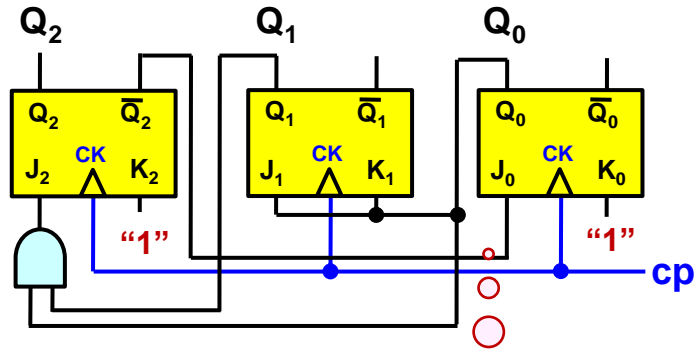 Q₂ Q₁ Q₀
Q₂ Q̅₂ Q₁ Q̅₁ Q₀ Q̅₀
J₂ CK K₂ J₁ CK K₁ J₀ CK K₀
“1” “1”
cp